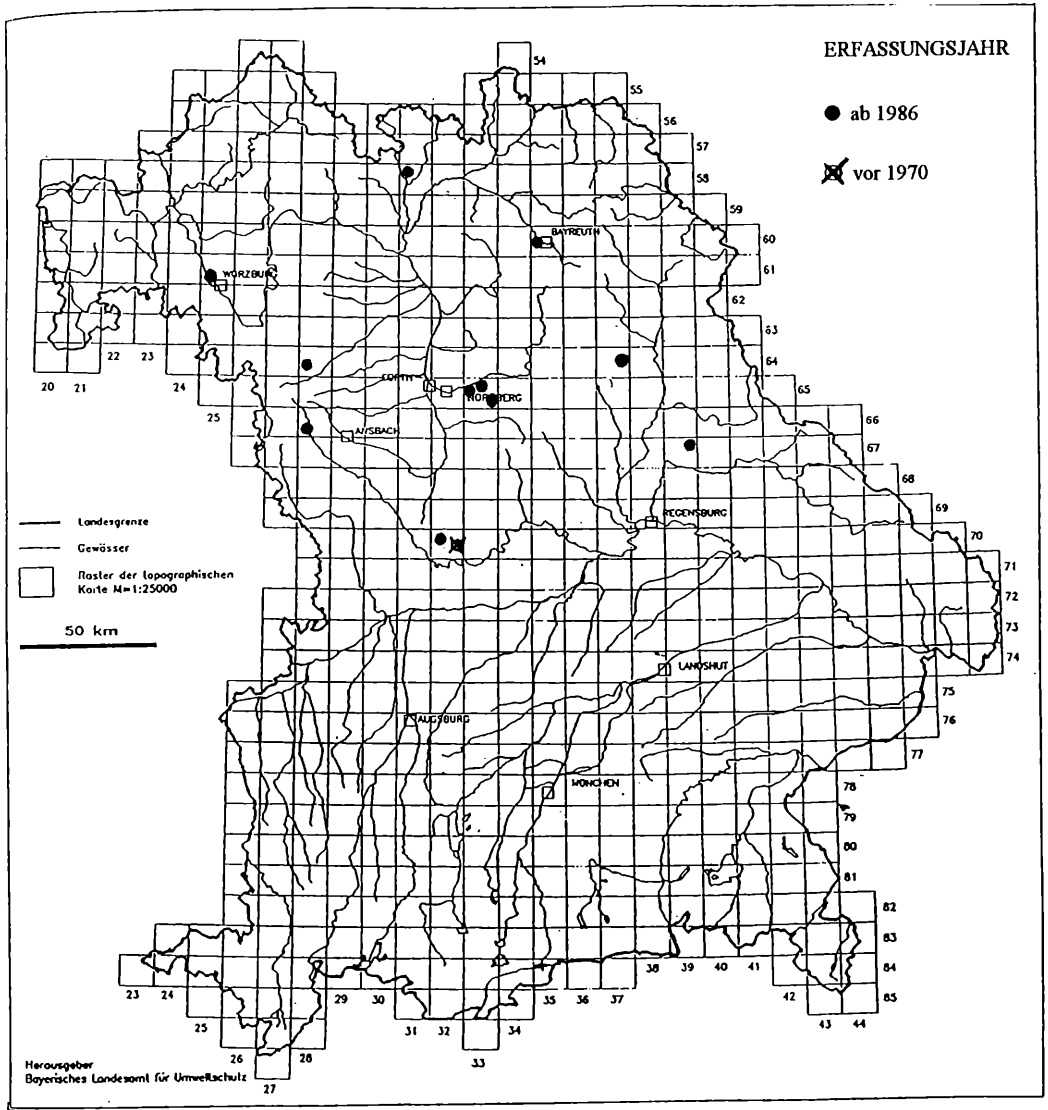 ERFASSUNGSJAHR
ab 1986
vor 1970
54
55
56
57
58
59
60
61
62
63
64
65
66
67
68
69
70
71
72
73
74
75
76
77
78
79
80
81
82
83
84
85
20 21 22 23 24 25
BAYREUTH
WÜRZBURG
NÜRNBERG
ANSBACH
REGENSBURG
LANDSHUT
AUGSBURG
MÜNCHEN
Landesgrenze
Gewässer
Raster der topographischen
Karte M=1:25000
50 km
23 24 25 26 27 28 29 30 31 32 33 34 35 36 37 38 39 40 41 42 43 44
Herausgeber
Bayerisches Landesamt für Umweltschutz